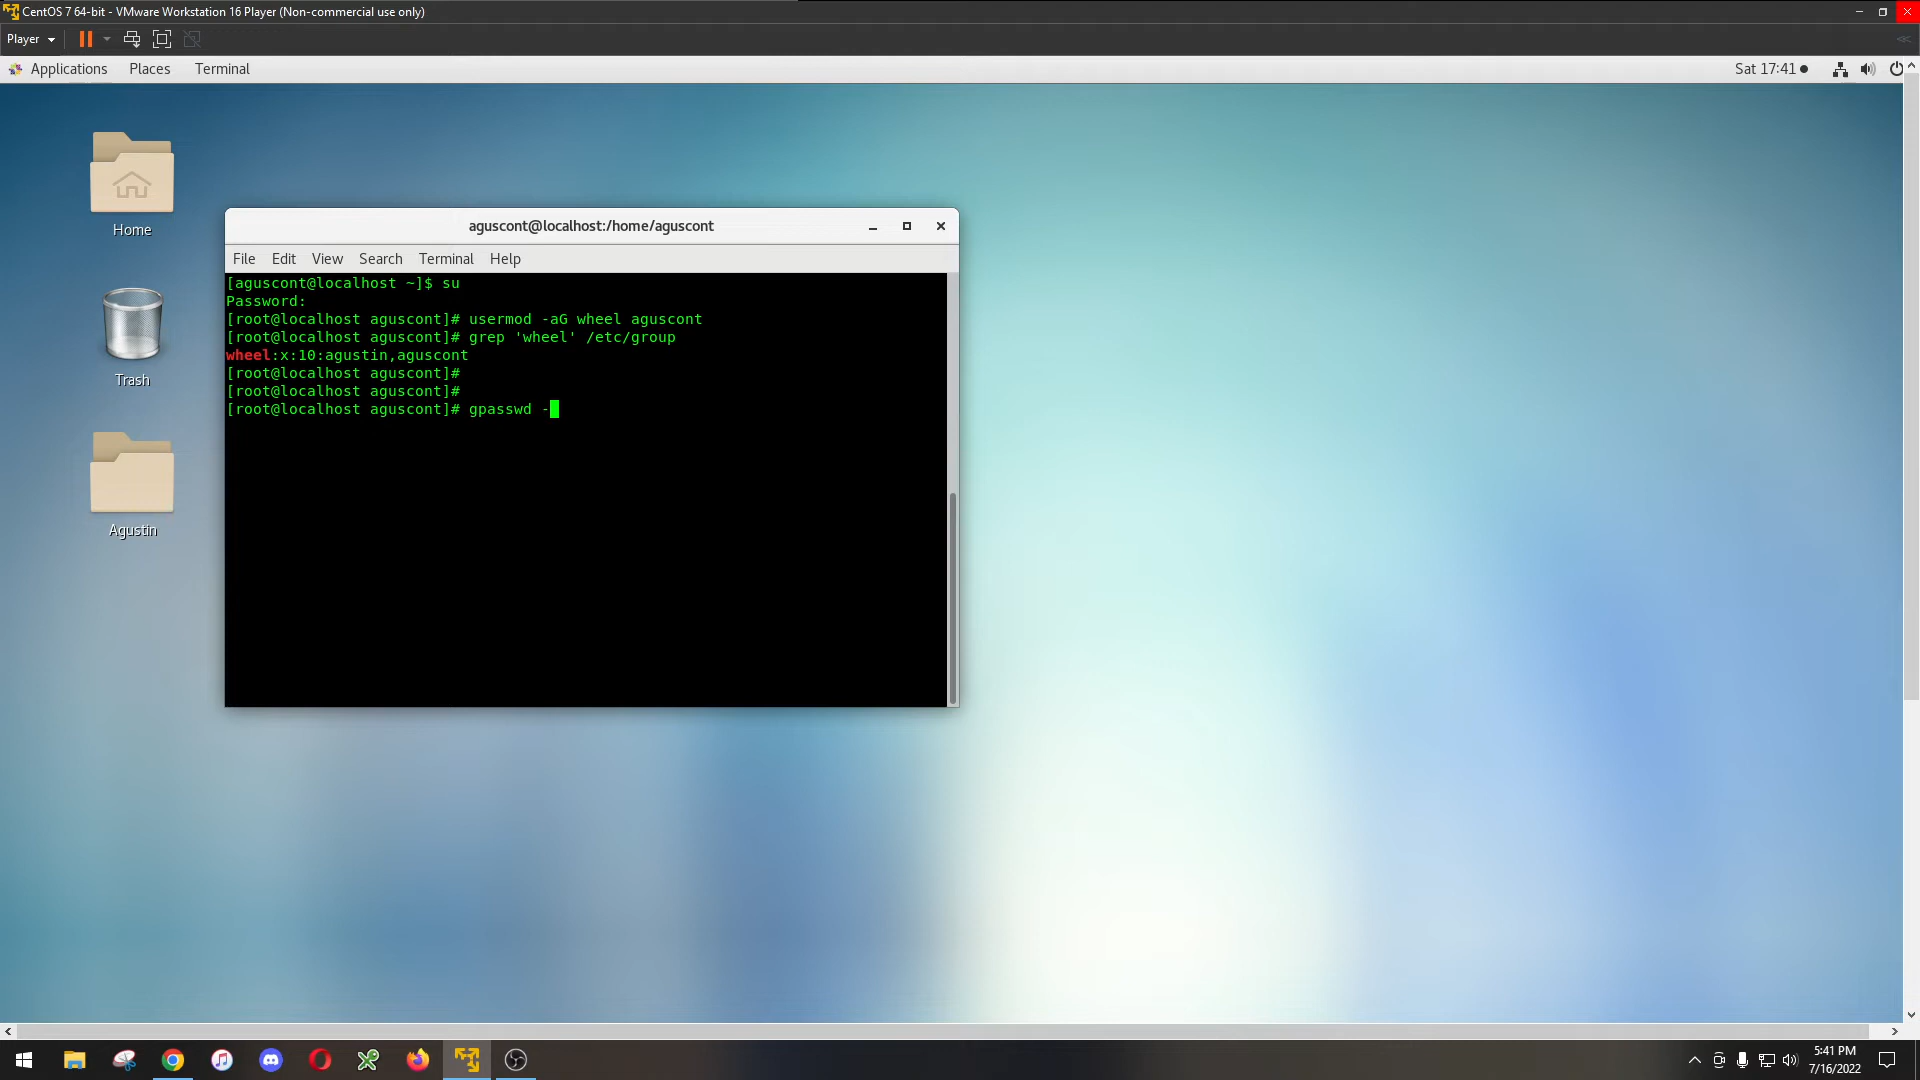 CentOS 7 64-bit - VMware Workstation 16 Player (Non-commercial use only)
Player
Applications Places Terminal Sat 17:41
Home
Trash
Agustin
aguscont@localhost:/home/aguscont
File Edit View Search Terminal Help
[aguscont@localhost ~]$ su
Password:
[root@localhost aguscont]# usermod -aG wheel aguscont
[root@localhost aguscont]# grep 'wheel' /etc/group
wheel:x:10:agustin,aguscont
[root@localhost aguscont]#
[root@localhost aguscont]#
[root@localhost aguscont]# gpasswd -
5:41 PM
7/16/2022